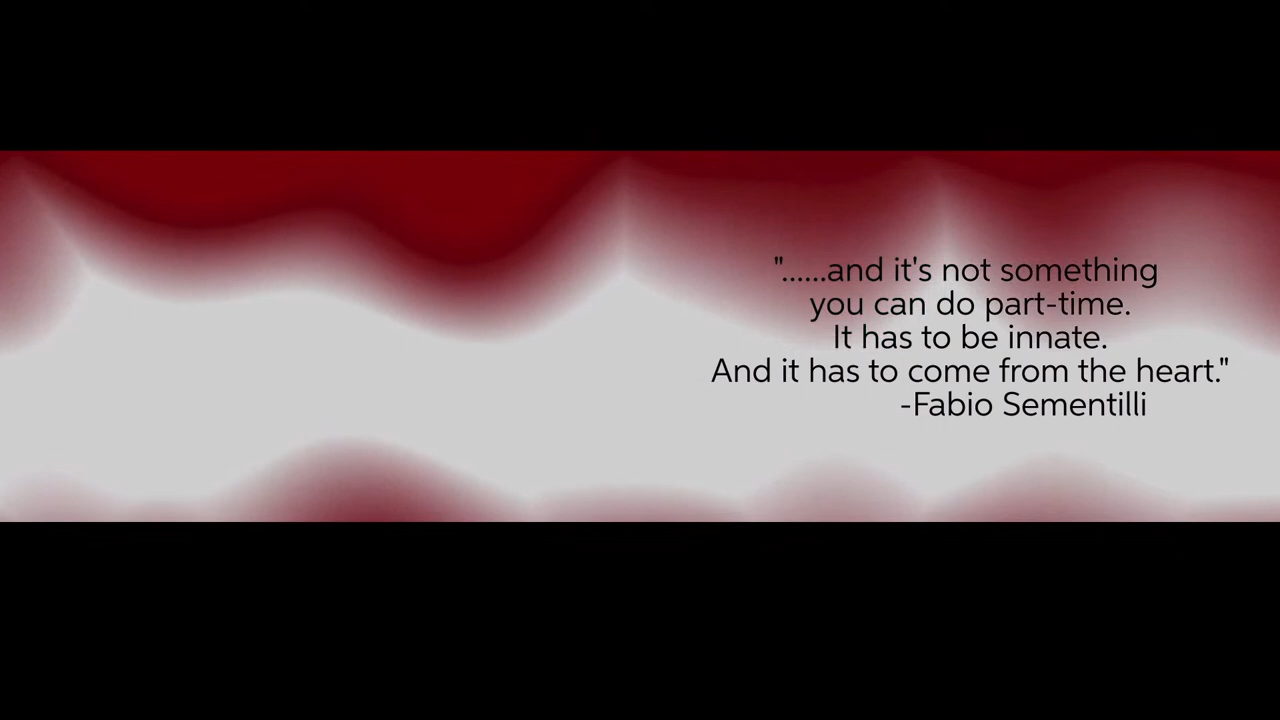 "......and it's not something
you can do part-time.
It has to be innate.
And it has to come from the heart."
-Fabio Sementilli